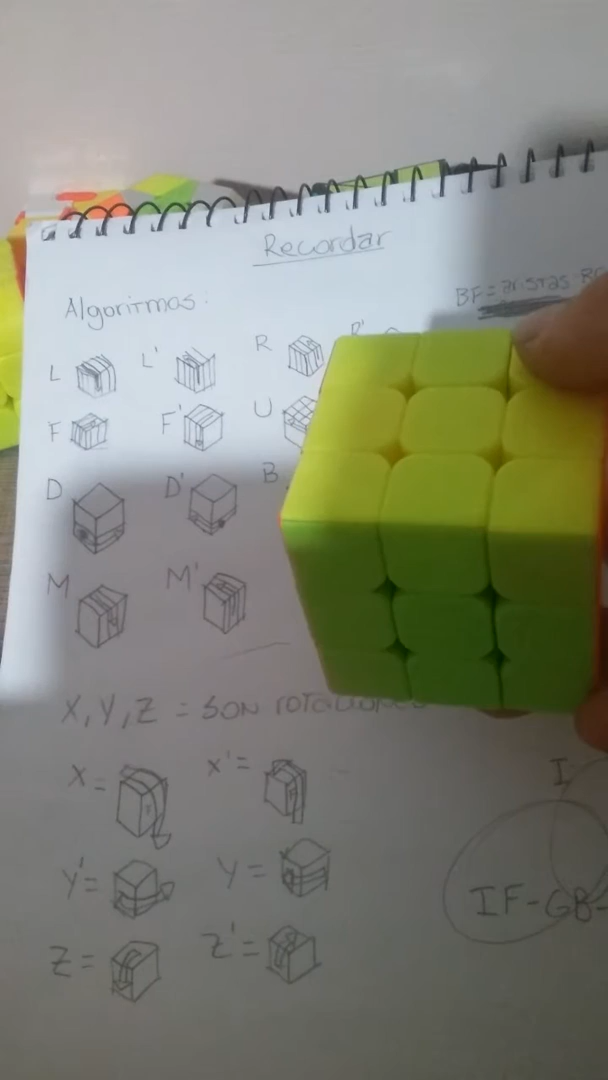 Recordar
Algoritmos:
BF=aristas
L L' R R'
F F' U
D D' B
M M'
X, Y, Z = SON
X= X'=
I
Y'= Y=
IF-GB-
Z= Z'=